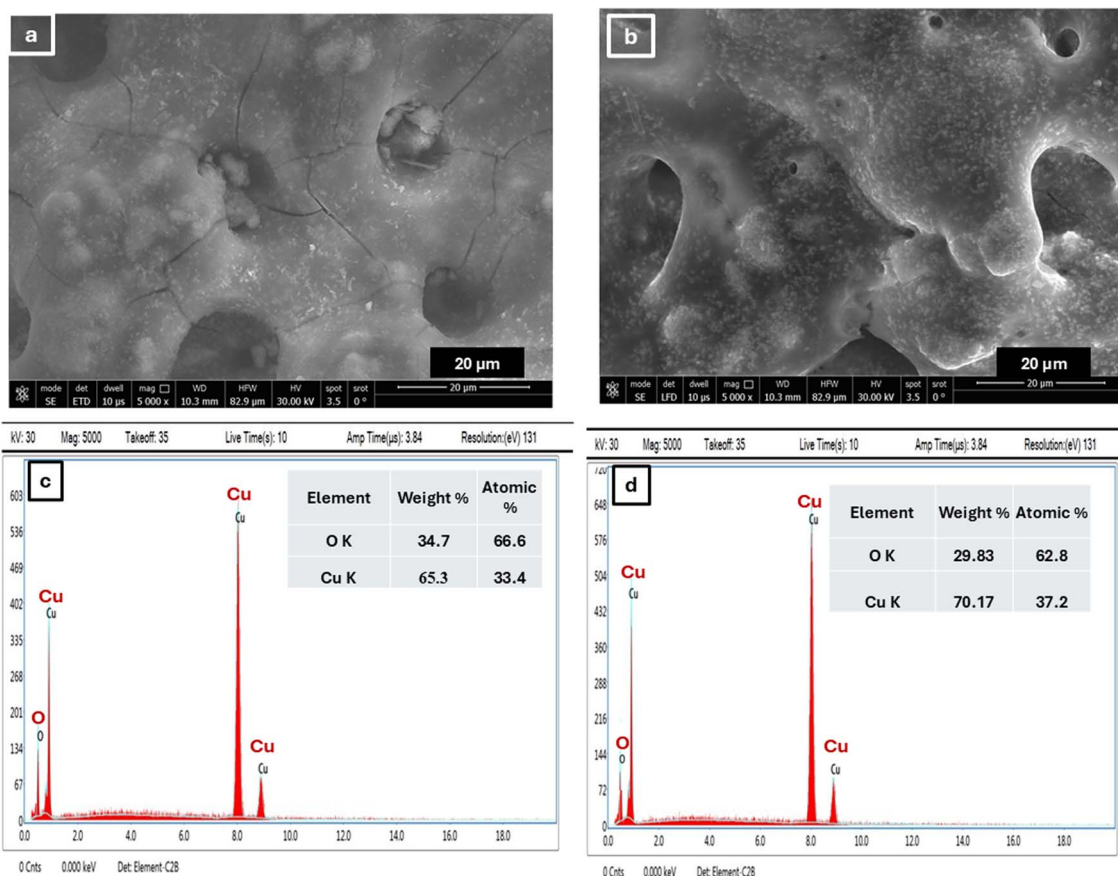 a
20 µm
mode det dwell mag WD HFW HV spot srot
SE ETD 10 µs 5 000 x 10.3 mm 82.9 µm 30.00 kV 3.5 0 °
20 µm
b
20 µm
mode det dwell mag WD HFW HV spot srot
SE LFD 10 µs 5 000 x 10.3 mm 82.9 µm 30.00 kV 3.5 0 °
20 µm
kV: 30 Mag: 5000 Takeoff: 35 Live Time(s): 10 Amp Time(µs): 3.84 Resolution:(eV) 131
c
603
536
469
402
335
268
201
134
67
0
0.0 2.0 4.0 6.0 8.0 10.0 12.0 14.0 16.0 18.0
O
O
Cu
Cu
Cu
Cu
Cu
Cu
Element Weight % Atomic %
O K 34.7 66.6
Cu K 65.3 33.4
0 Cnts 0.000 keV Det: Element-C2B
kV: 30 Mag: 5000 Takeoff: 35 Live Time(s): 10 Amp Time(µs): 3.84 Resolution:(eV) 131
d
720
648
576
504
432
360
288
216
144
72
0
0.0 2.0 4.0 6.0 8.0 10.0 12.0 14.0 16.0 18.0
O
O
Cu
Cu
Cu
Cu
Cu
Cu
Element Weight % Atomic %
O K 29.83 62.8
Cu K 70.17 37.2
0 Cnts 0.000 keV Det: Element-C2B